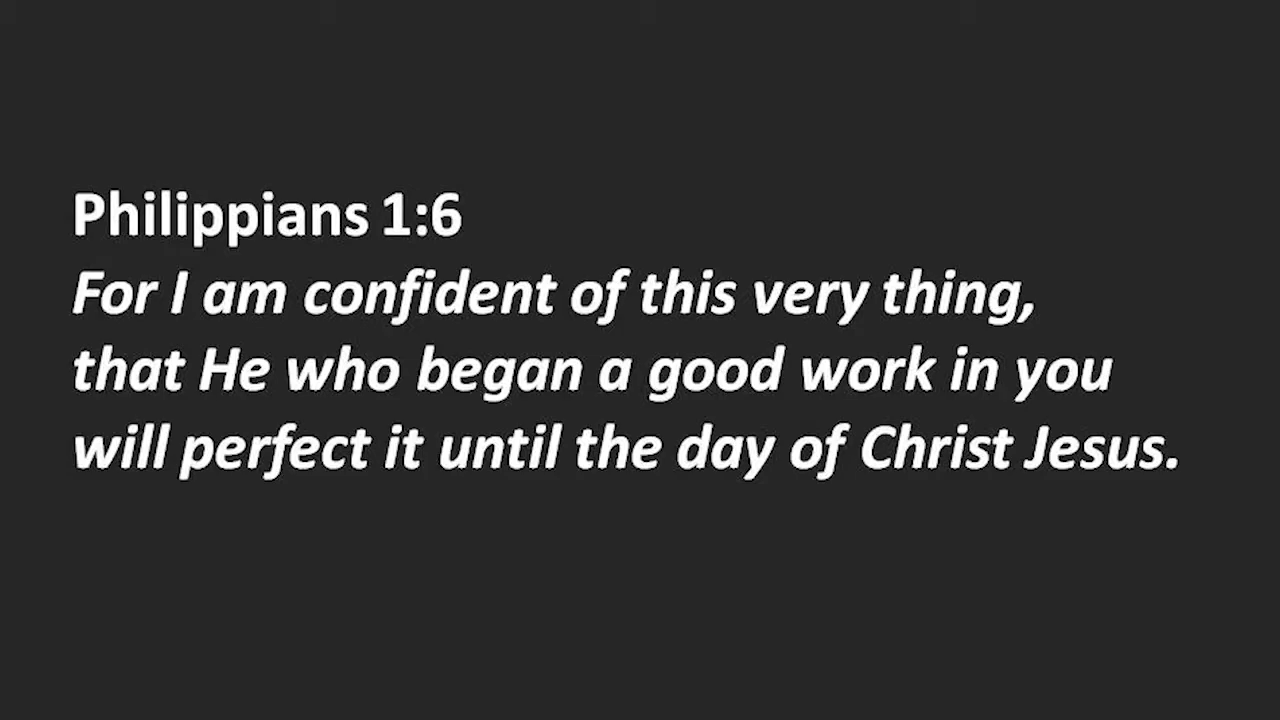 Philippians 1:6
For I am confident of this very thing,
that He who began a good work in you
will perfect it until the day of Christ Jesus.